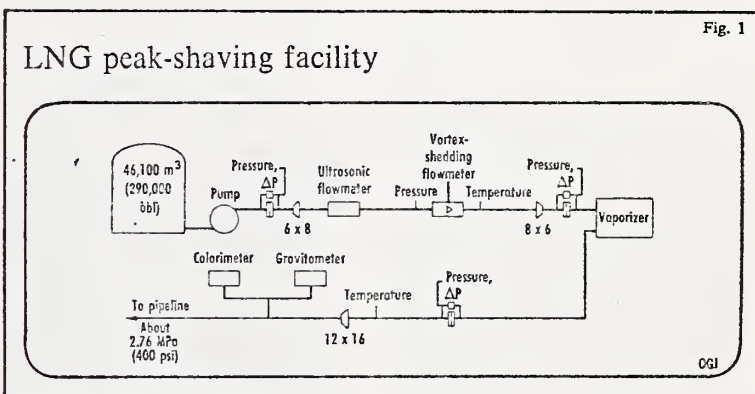 Fig. 1
LNG peak-shaving facility
46,100 m³
(290,000
bbl)
Pump
Pressure,
ΔP
6 x 8
Ultrasonic
flowmeter
Pressure
Vortex-
shedding
flowmeter
Temperature
8 x 6
Pressure,
ΔP
Vaporizer
Colorimeter
Gravitometer
To pipeline
About
2.76 MPa
(400 psi)
Temperature
12 x 16
Pressure,
ΔP
OGJ